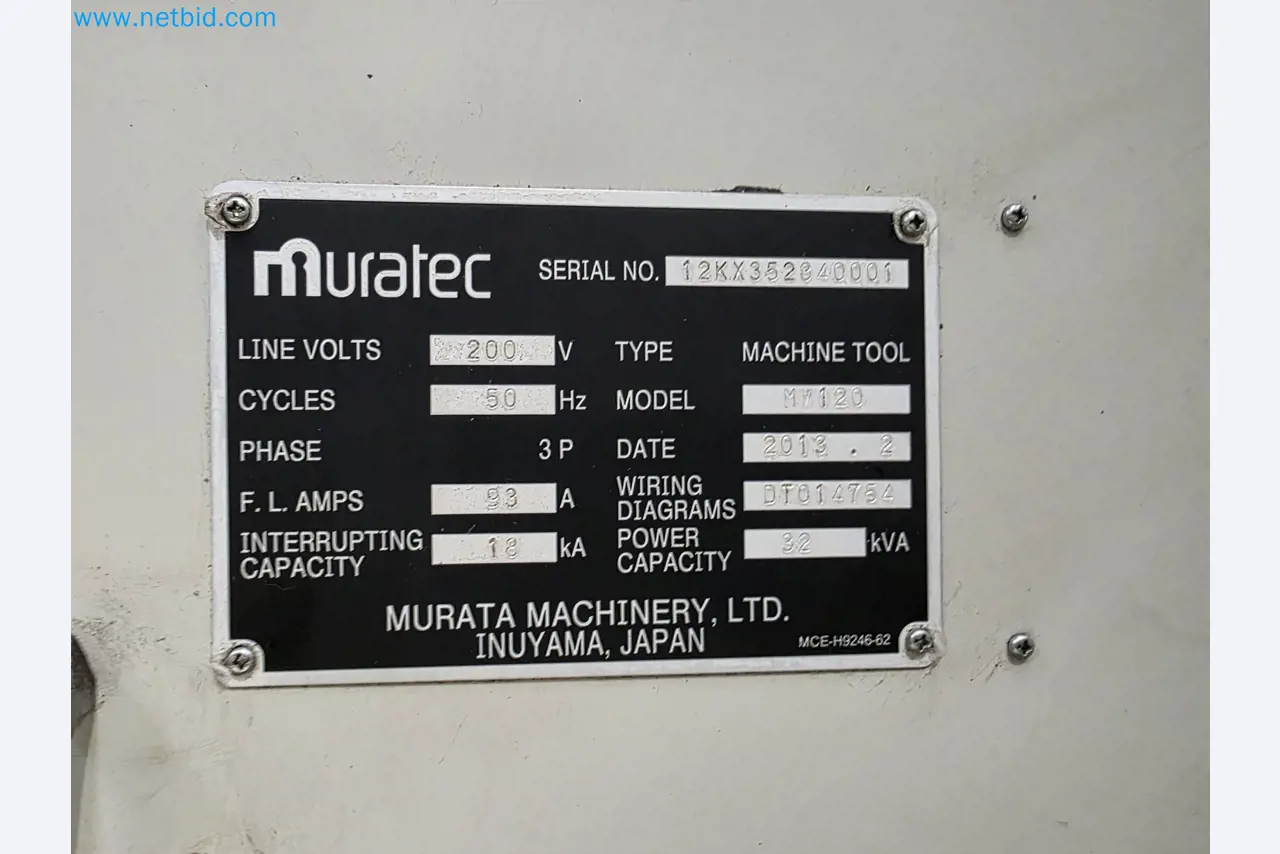 www.netbid.com
muratec SERIAL NO. 12KX352840001
LINE VOLTS 200 V TYPE MACHINE TOOL
CYCLES 50 Hz MODEL MW120
PHASE 3 P DATE 2013 . 2
F. L. AMPS 93 A WIRING DIAGRAMS DT014754
INTERRUPTING CAPACITY 18 kA POWER CAPACITY 32 kVA
MURATA MACHINERY, LTD.
INUYAMA, JAPAN MCE-H9246-62